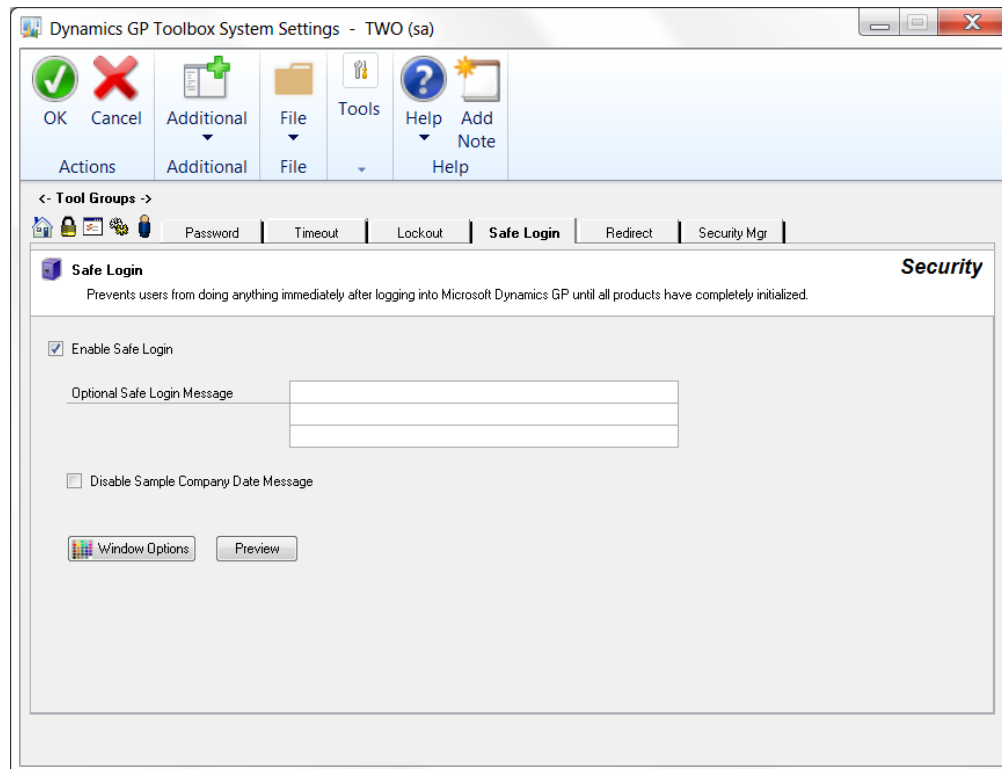 Dynamics GP Toolbox System Settings - TWO (sa)
OK Cancel Additional File Tools Help Add Note
Actions Additional File Help
<- Tool Groups ->
Password Timeout Lockout Safe Login Redirect Security Mgr
Safe Login Security
Prevents users from doing anything immediately after logging into Microsoft Dynamics GP until all products have completely initialized.
Enable Safe Login
Optional Safe Login Message
Disable Sample Company Date Message
Window Options Preview